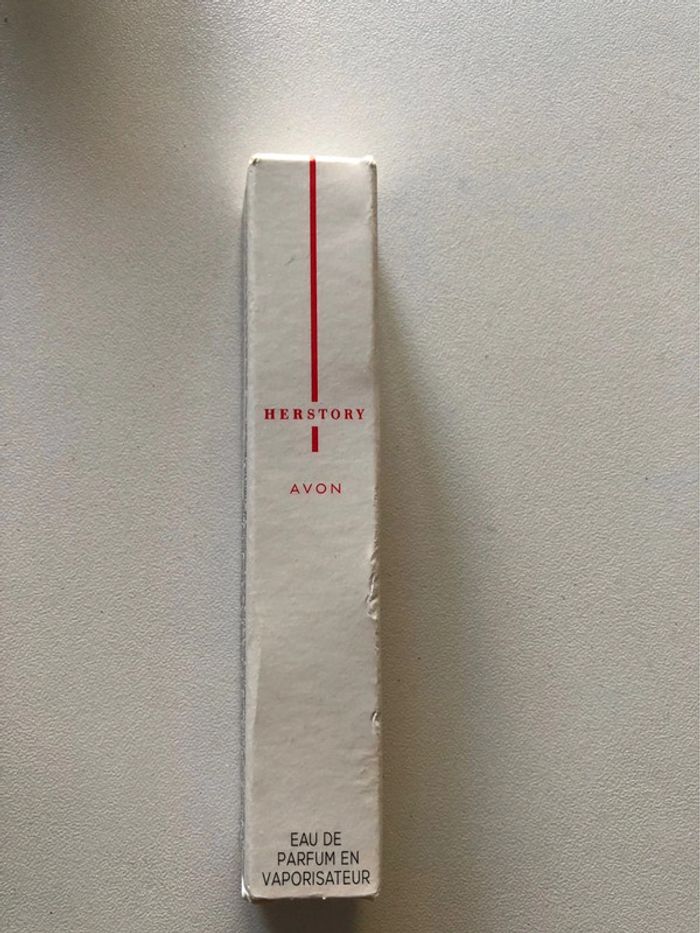 HERSTORY
AVON
EAU DE
PARFUM EN
VAPORISATEUR